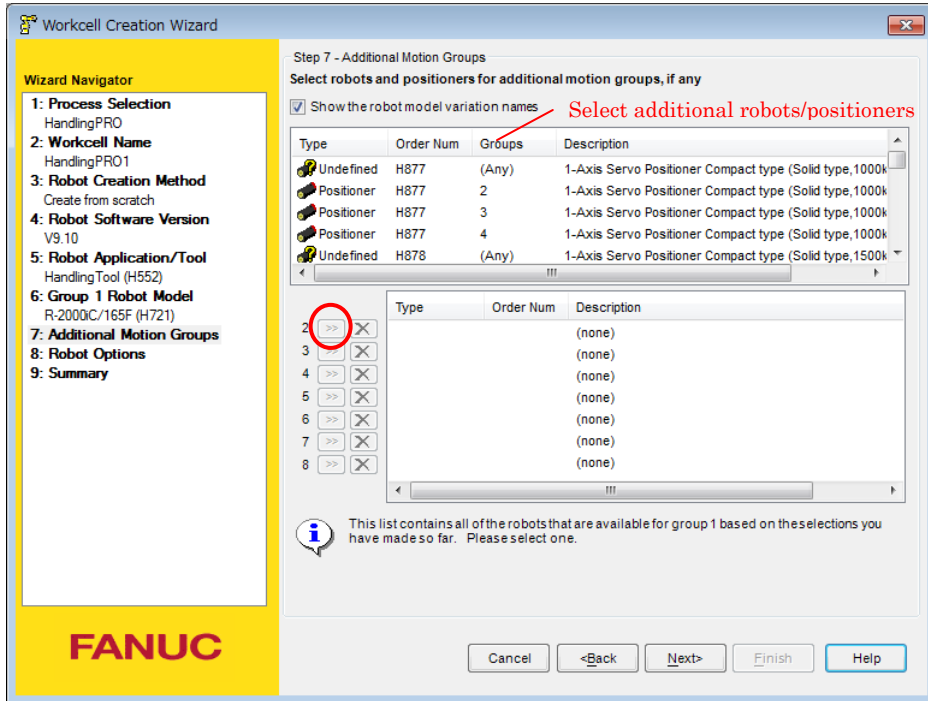 Workcell Creation Wizard
Wizard Navigator
1: Process Selection
HandlingPRO
2: Workcell Name
HandlingPRO1
3: Robot Creation Method
Create from scratch
4: Robot Software Version
V9.10
5: Robot Application/Tool
HandlingTool (H552)
6: Group 1 Robot Model
R-2000iC/165F (H721)
7: Additional Motion Groups
8: Robot Options
9: Summary
FANUC
Step 7 - Additional Motion Groups
Select robots and positioners for additional motion groups, if any
Show the robot model variation names
Select additional robots/positioners
Type Order Num Groups Description
Undefined H877 (Any) 1-Axis Servo Positioner Compact type (Solid type,1000k
Positioner H877 2 1-Axis Servo Positioner Compact type (Solid type,1000k
Positioner H877 3 1-Axis Servo Positioner Compact type (Solid type,1000k
Positioner H877 4 1-Axis Servo Positioner Compact type (Solid type,1000k
Undefined H878 (Any) 1-Axis Servo Positioner Compact type (Solid type,1500k
Type Order Num Description
2 >> (none)
3 >> (none)
4 >> (none)
5 >> (none)
6 >> (none)
7 >> (none)
8 >> (none)
This list contains all of the robots that are available for group 1 based on the selections you
have made so far. Please select one.
Cancel <Back Next> Finish Help